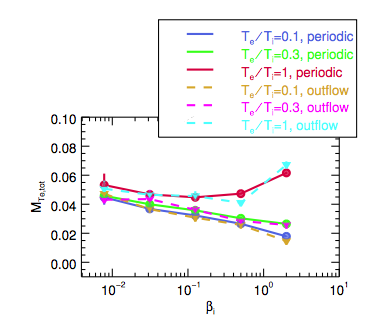 Te/Ti=0.1, periodic
Te/Ti=0.3, periodic
Te/Ti=1, periodic
Te/Ti=0.1, outflow
Te/Ti=0.3, outflow
Te/Ti=1, outflow
0.10
0.08
0.06
0.04
0.02
0.00
MTe,tot
10⁻² 10⁻¹ 10⁰ 10¹
βi